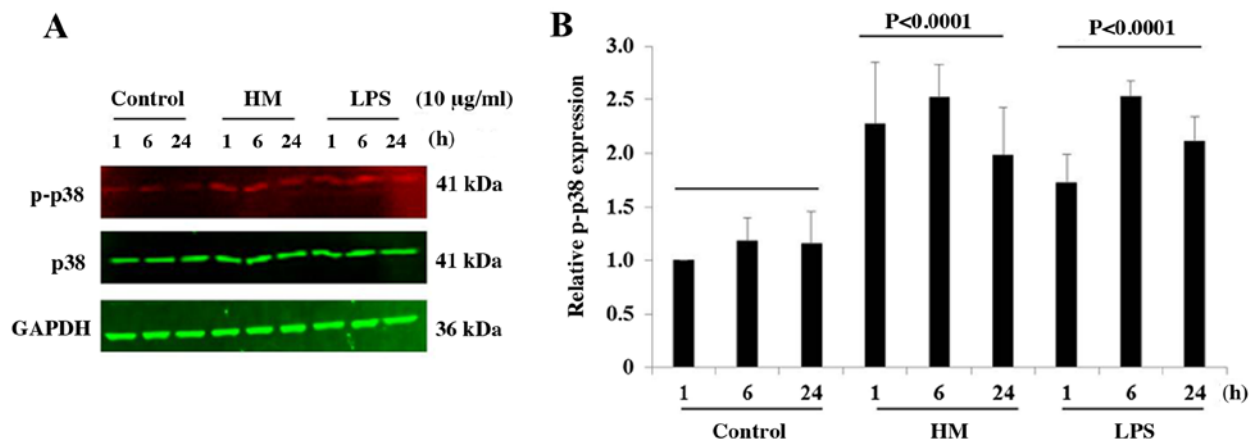 A
Control HM LPS (10 µg/ml)
1 6 24 1 6 24 1 6 24 (h)
p-p38 41 kDa
p38 41 kDa
GAPDH 36 kDa
B
P<0.0001 P<0.0001
Relative p-p38 expression
3.0
2.5
2.0
1.5
1.0
0.5
0
1 6 24 1 6 24 1 6 24 (h)
Control HM LPS